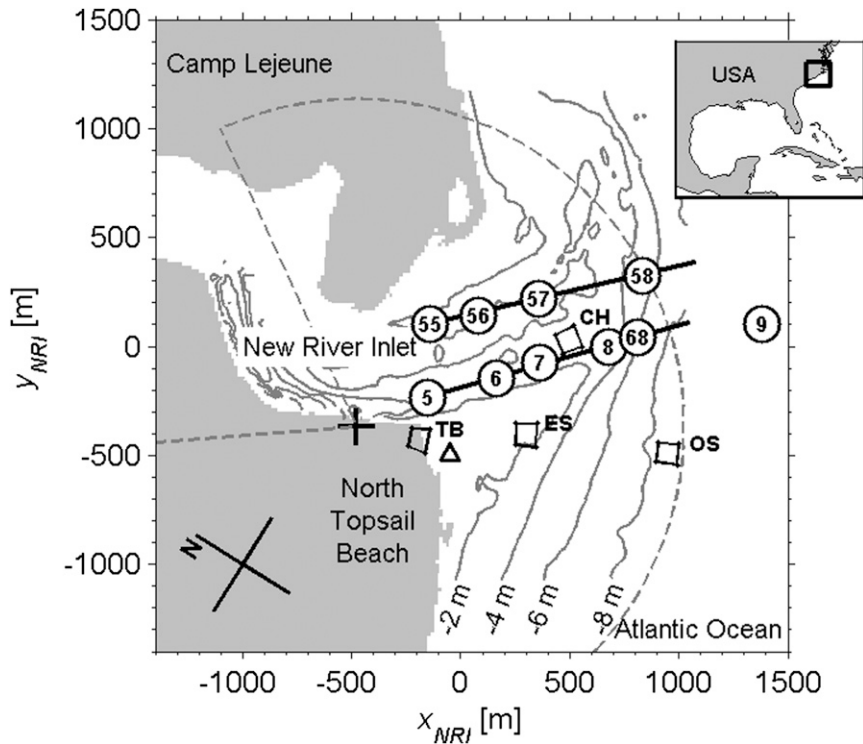 1500
Camp Lejeune
USA
1000
500
58
57
56
55
CH
9
0
New River Inlet
68
8
7
6
5
TB
ES
OS
-500
North
Topsail
Beach
N
-1000
-2 m
-4 m
-6 m
-8 m
Atlantic Ocean
-1000
-500
0
500
1000
1500
x_NRI [m]
y_NRI [m]